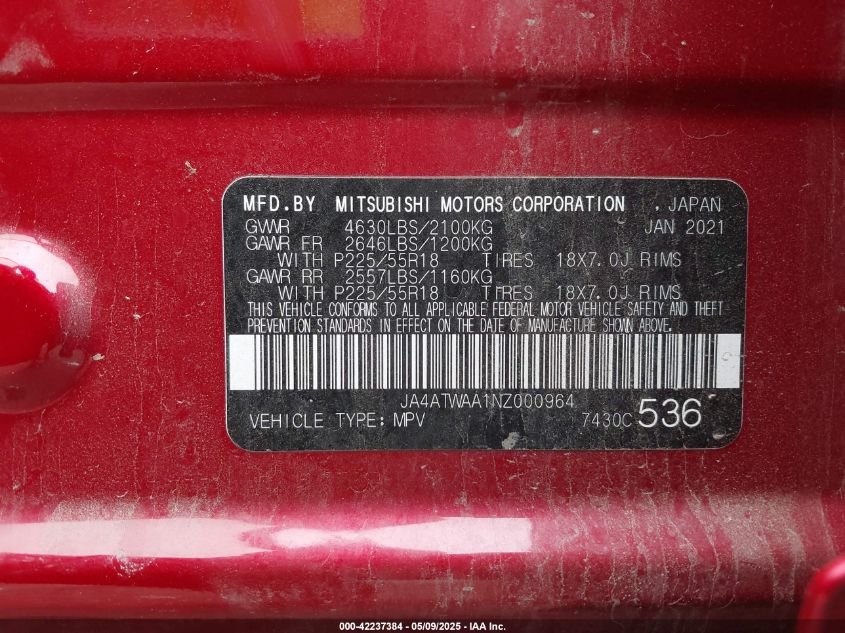 MFD.BY MITSUBISHI MOTORS CORPORATION . JAPAN
GVWR 4630LBS/2100KG JAN 2021
GAWR FR 2646LBS/1200KG
WITH P225/55R18 TIRES 18X7.0J RIMS
GAWR RR 2557LBS/1160KG
WITH P225/55R18 TIRES 18X7.0J RIMS
THIS VEHICLE CONFORMS TO ALL APPLICABLE FEDERAL MOTOR VEHICLE SAFETY AND THEFT
PREVENTION STANDARDS IN EFFECT ON THE DATE OF MANUFACTURE SHOWN ABOVE.
JA4ATWAA1NZ000964
VEHICLE TYPE: MPV 7430C 536
000-42237384 - 05/09/2025 - IAA Inc.